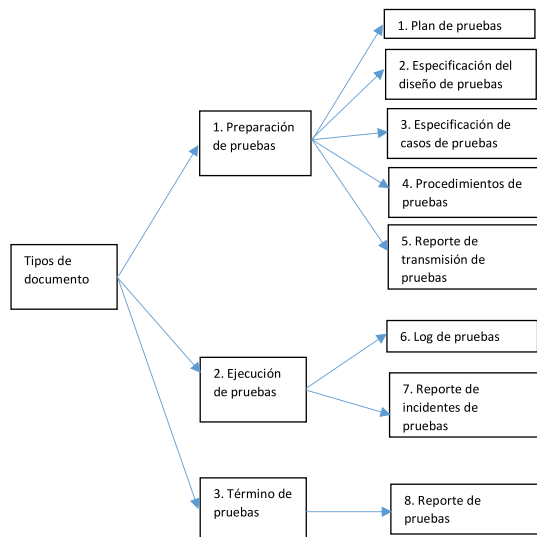 Tipos de
documento
1. Preparación
de pruebas
1. Plan de pruebas
2. Especificación del
diseño de pruebas
3. Especificación de
casos de pruebas
4. Procedimientos de
pruebas
5. Reporte de
transmisión de
pruebas
2. Ejecución
de pruebas
6. Log de pruebas
7. Reporte de
incidentes de
pruebas
3. Término de
pruebas
8. Reporte de
pruebas